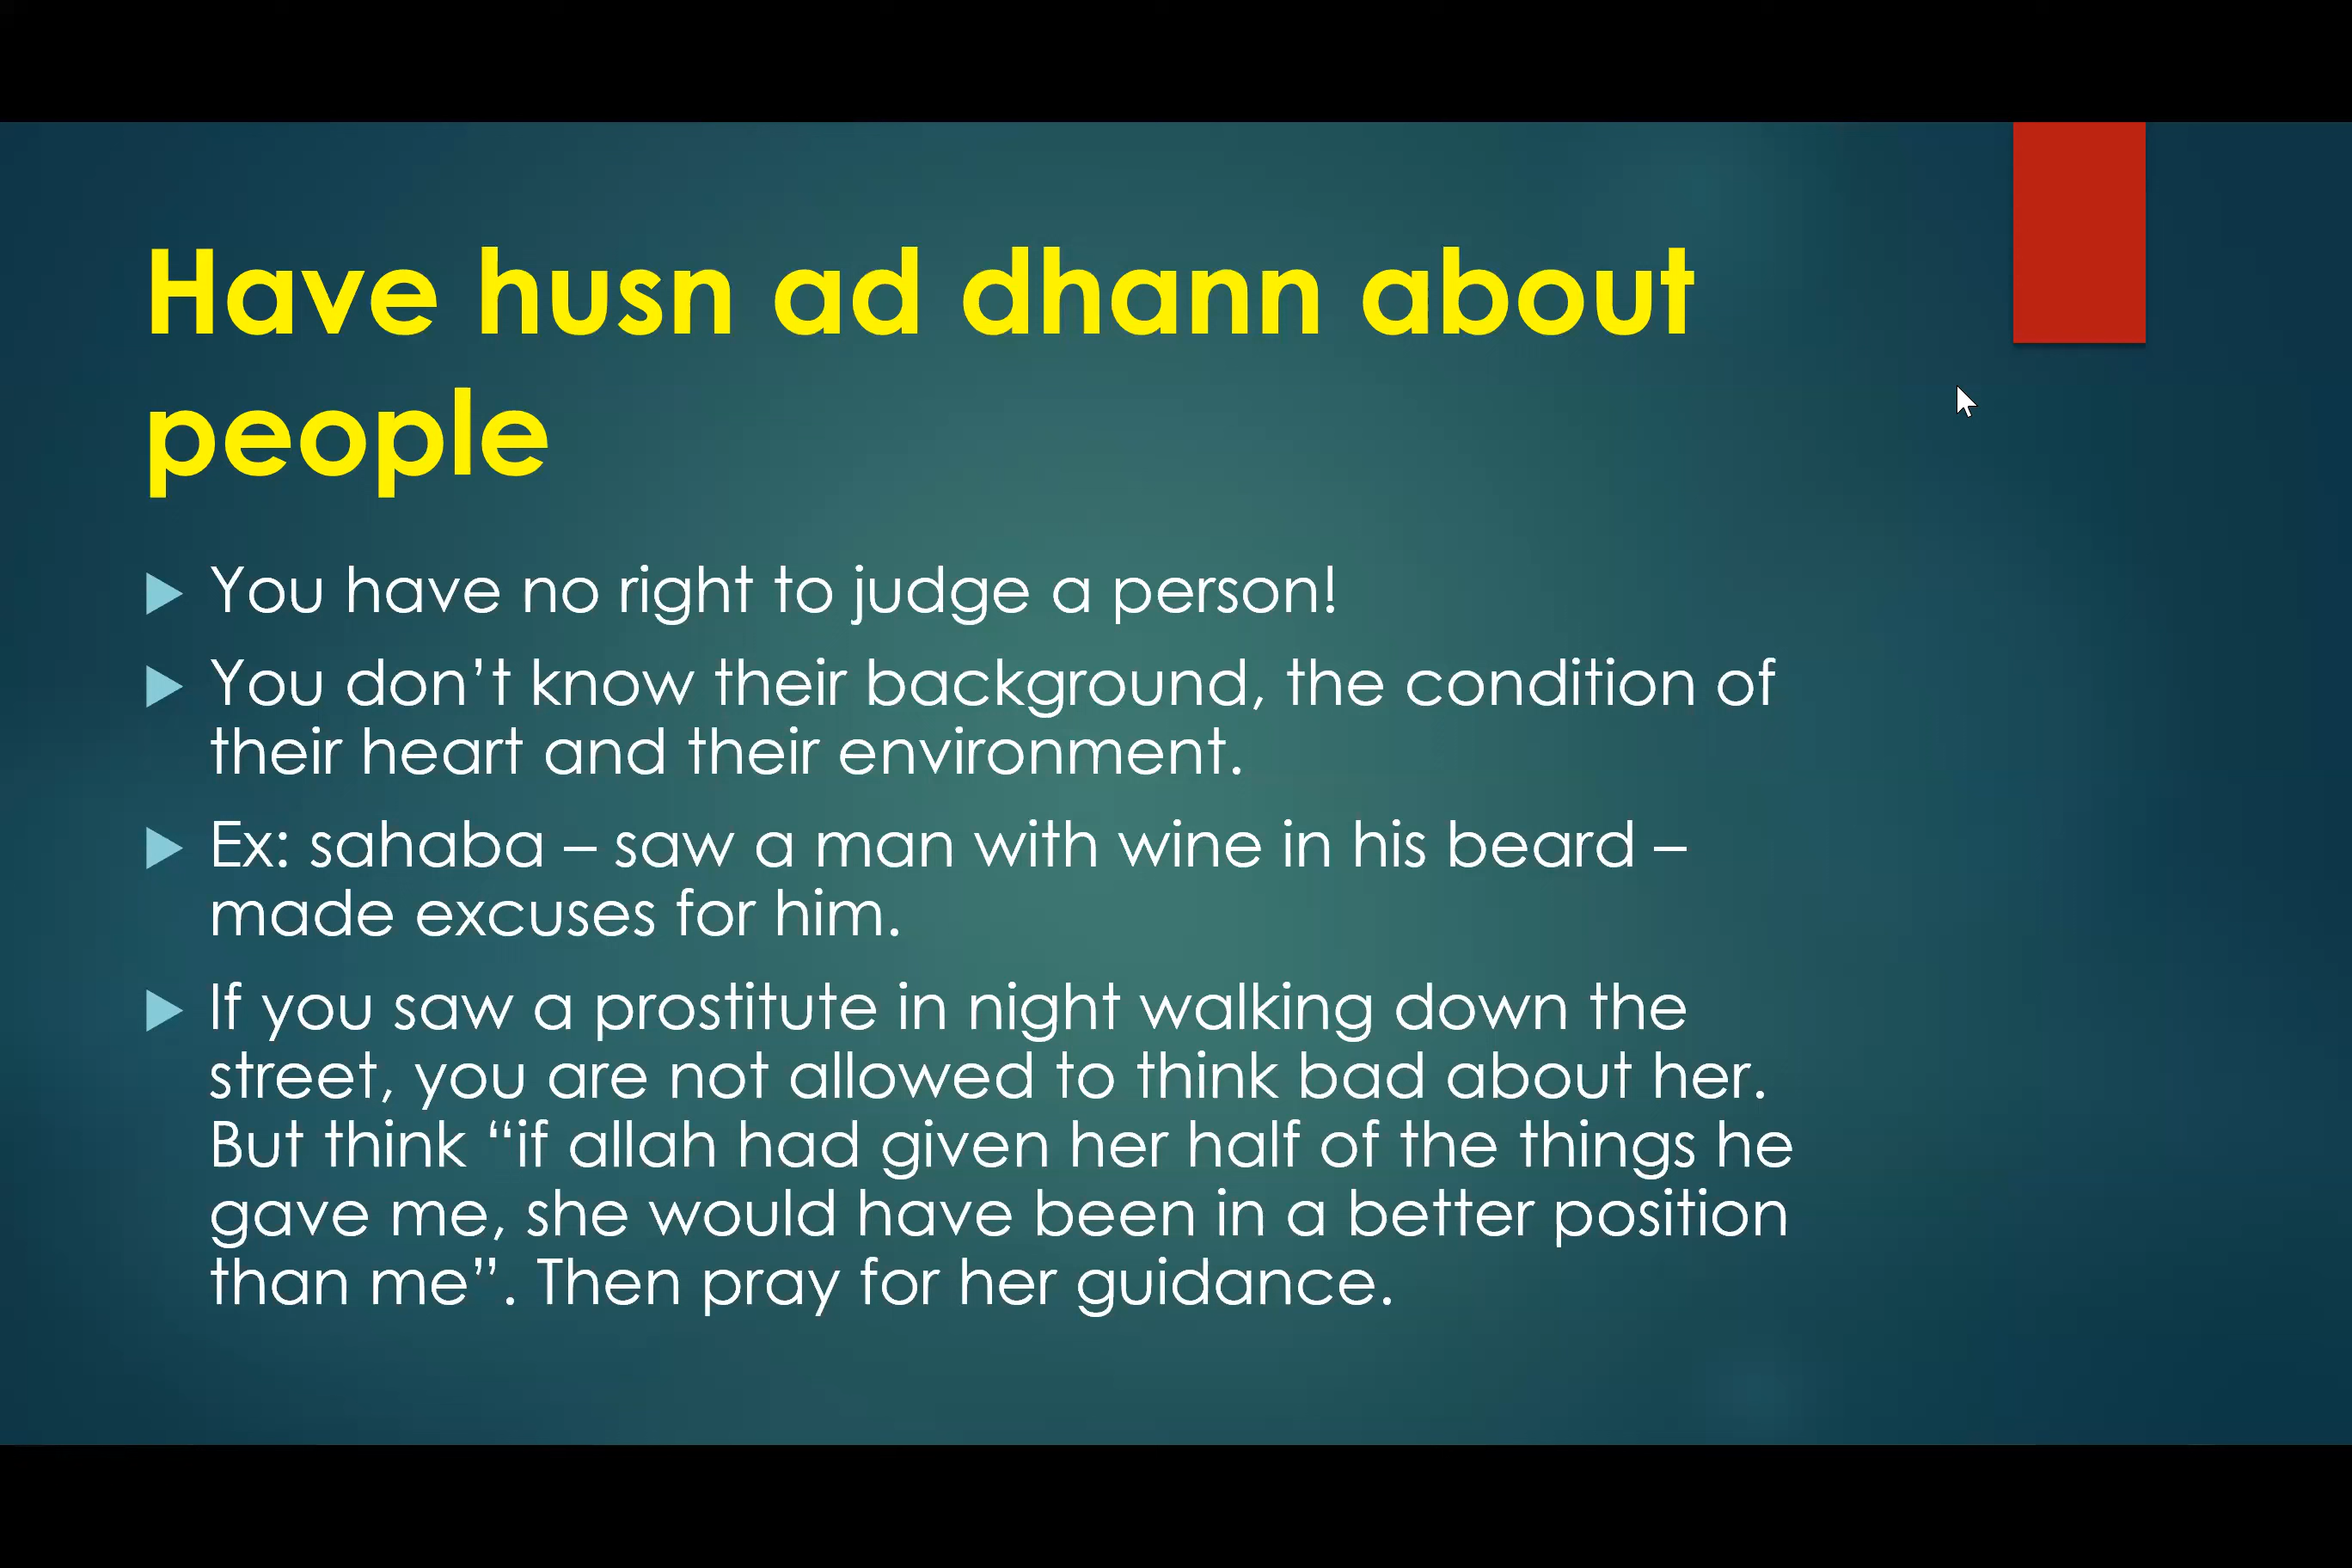 Have husn ad dhann about
people
You have no right to judge a person!
You don’t know their background, the condition of
their heart and their environment.
Ex: sahaba – saw a man with wine in his beard –
made excuses for him.
If you saw a prostitute in night walking down the
street, you are not allowed to think bad about her.
But think “if allah had given her half of the things he
gave me, she would have been in a better position
than me”. Then pray for her guidance.